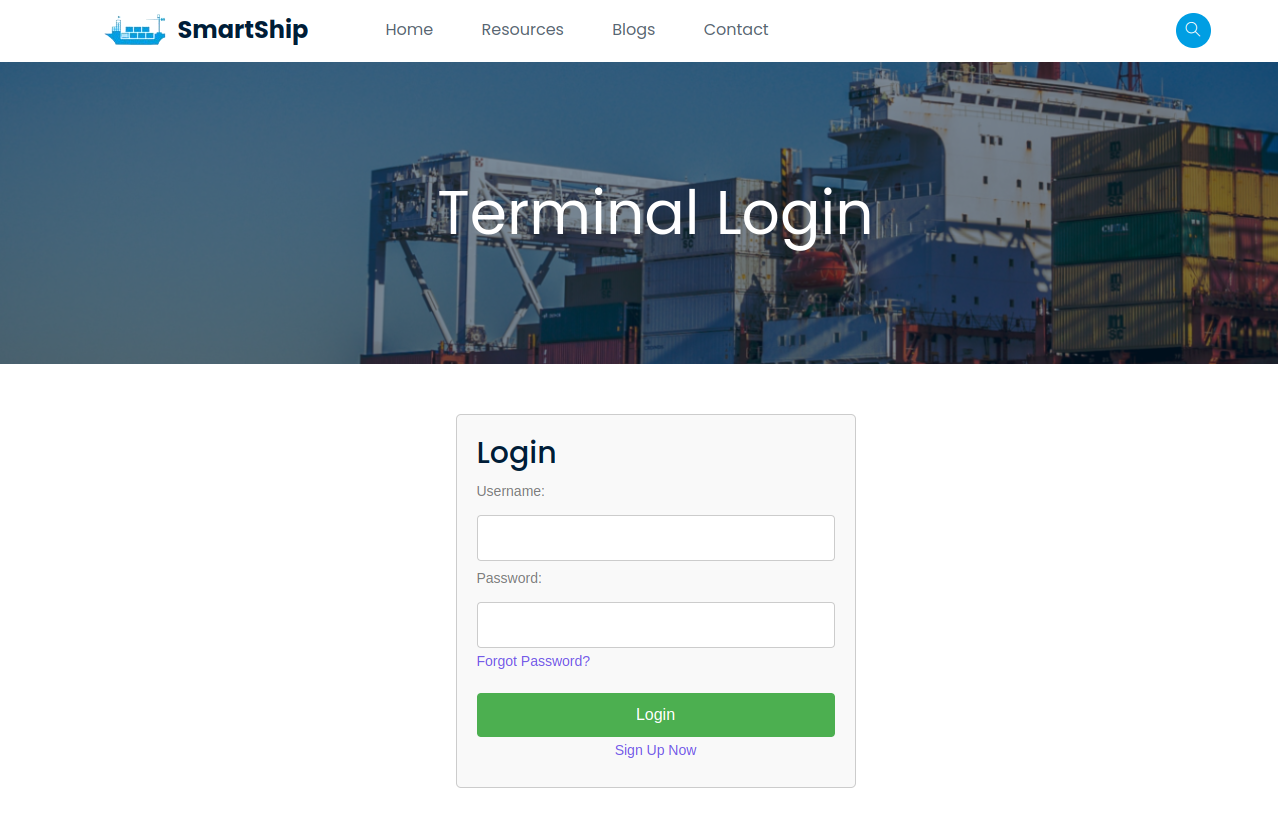 SmartShip
Home
Resources
Blogs
Contact
Terminal Login
Login
Username:
Password:
Forgot Password?
Login
Sign Up Now